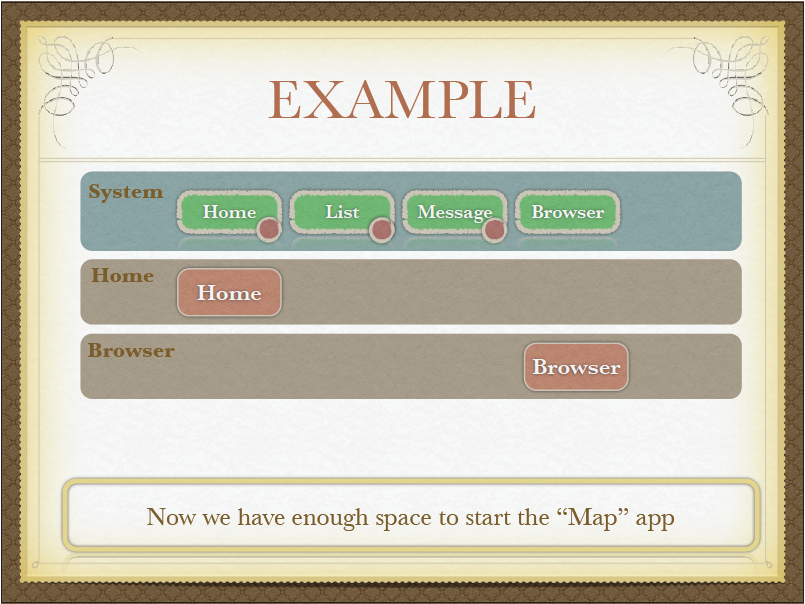 EXAMPLE
System
Home List Message Browser
Home
Home
Browser
Browser
Now we have enough space to start the “Map” app